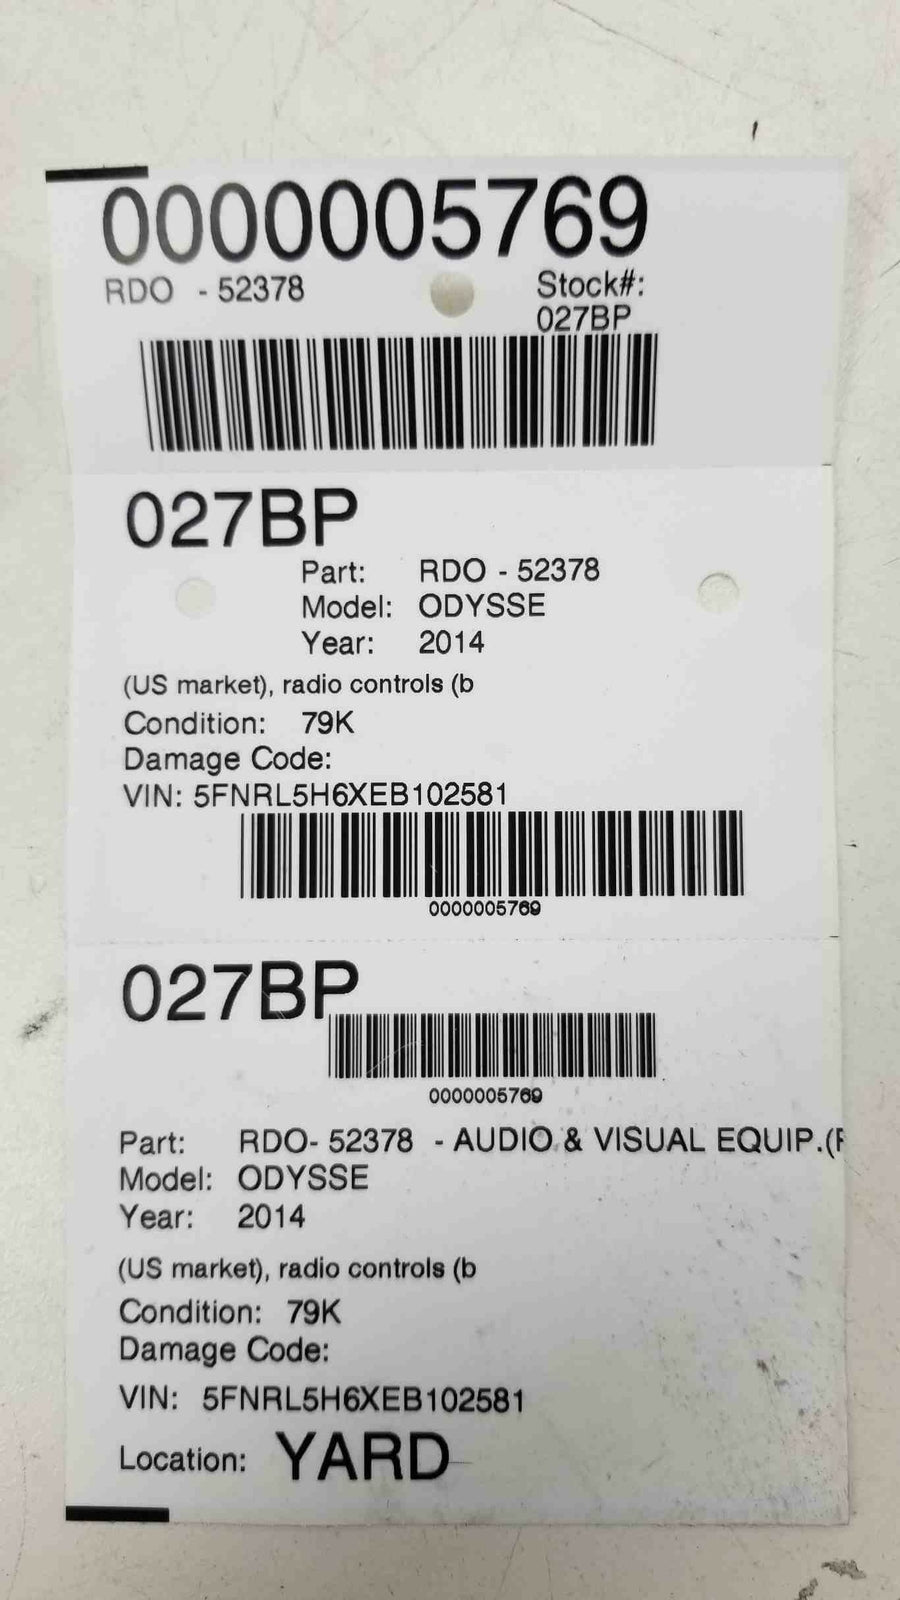 0000005769
RDO - 52378
Stock#:
027BP
027BP
Part: RDO - 52378
Model: ODYSSE
Year: 2014
(US market), radio controls (b
Condition: 79K
Damage Code:
VIN: 5FNRL5H6XEB102581
0000005769
027BP
0000005769
Part: RDO- 52378 - AUDIO & VISUAL EQUIP.(
Model: ODYSSE
Year: 2014
(US market), radio controls (b
Condition: 79K
Damage Code:
VIN: 5FNRL5H6XEB102581
Location: YARD